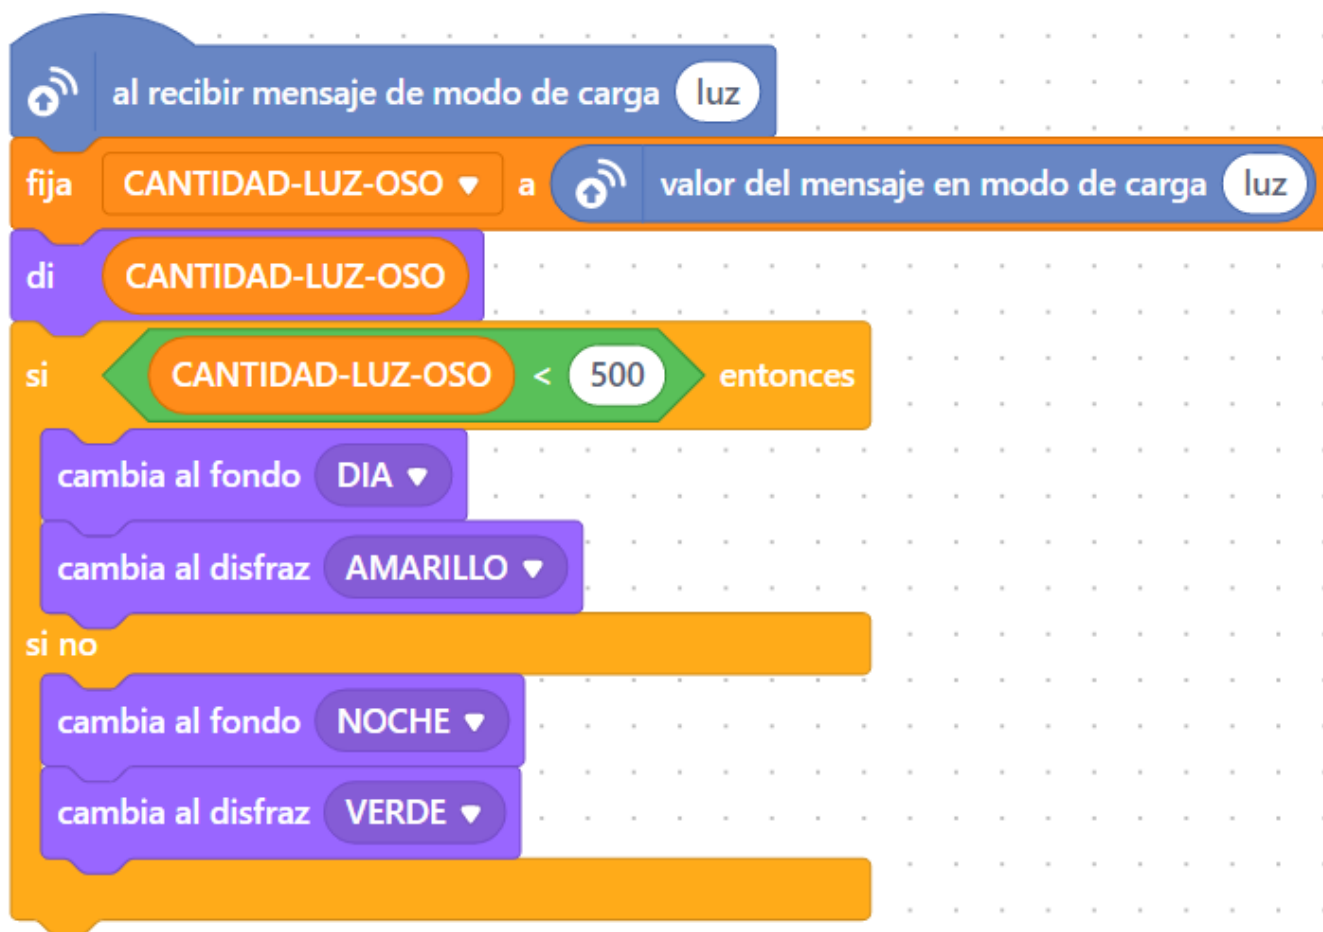 al recibir mensaje de modo de carga luz
fija CANTIDAD-LUZ-OSO a valor del mensaje en modo de carga luz
di CANTIDAD-LUZ-OSO
si CANTIDAD-LUZ-OSO < 500 entonces
cambia al fondo DIA
cambia al disfraz AMARILLO
si no
cambia al fondo NOCHE
cambia al disfraz VERDE